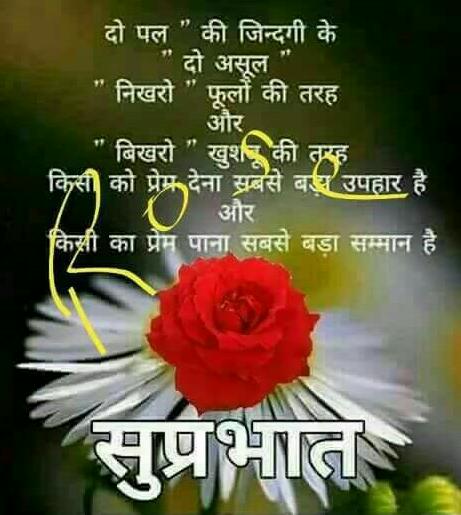 दो पल " की जिन्दगी के
" दो असूल "
" निखरो " फूलों की तरह
और
" बिखरो " खुशबू की तरह
किसी को प्रेम देना सबसे बड़ा उपहार है
और
किसी का प्रेम पाना सबसे बड़ा सम्मान है
Rose
सुप्रभात